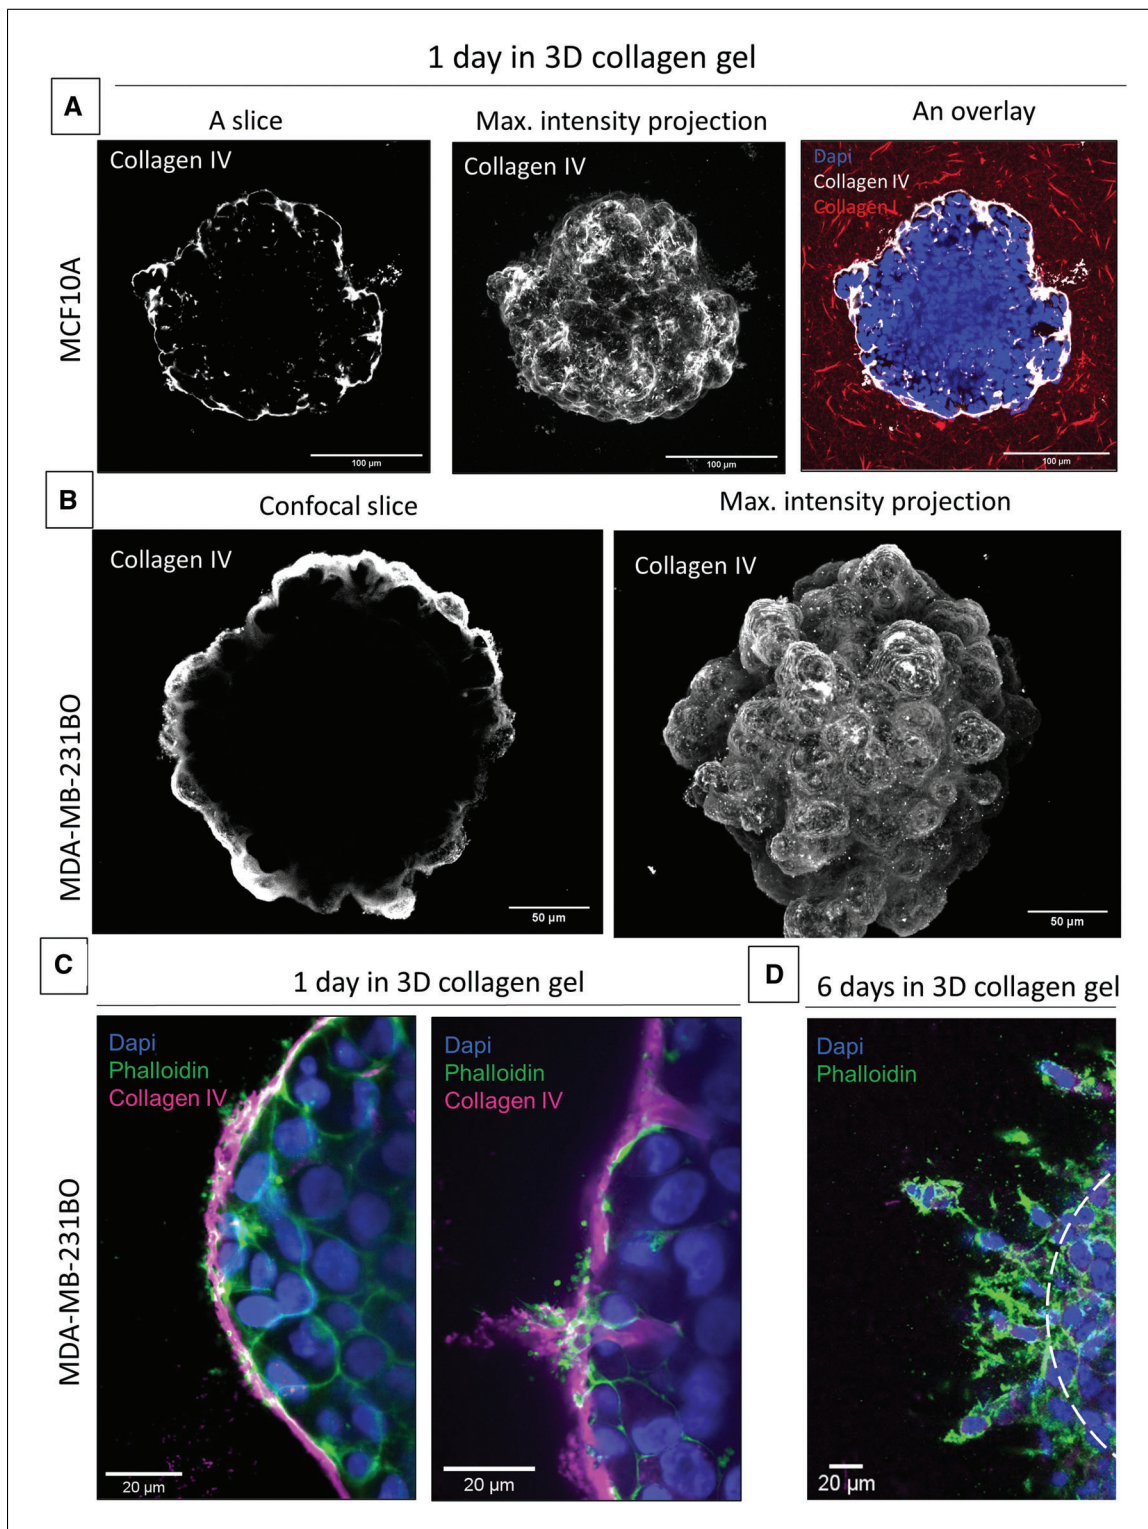 1 day in 3D collagen gel
A
A slice
Max. intensity projection
An overlay
MCF10A
Collagen IV
100 µm
Collagen IV
100 µm
Dapi
Collagen IV
Collagen I
100 µm
B
Confocal slice
Max. intensity projection
MDA-MB-231BO
Collagen IV
50 µm
Collagen IV
50 µm
C
1 day in 3D collagen gel
D
6 days in 3D collagen gel
MDA-MB-231BO
Dapi
Phalloidin
Collagen IV
20 µm
Dapi
Phalloidin
Collagen IV
20 µm
Dapi
Phalloidin
20 µm